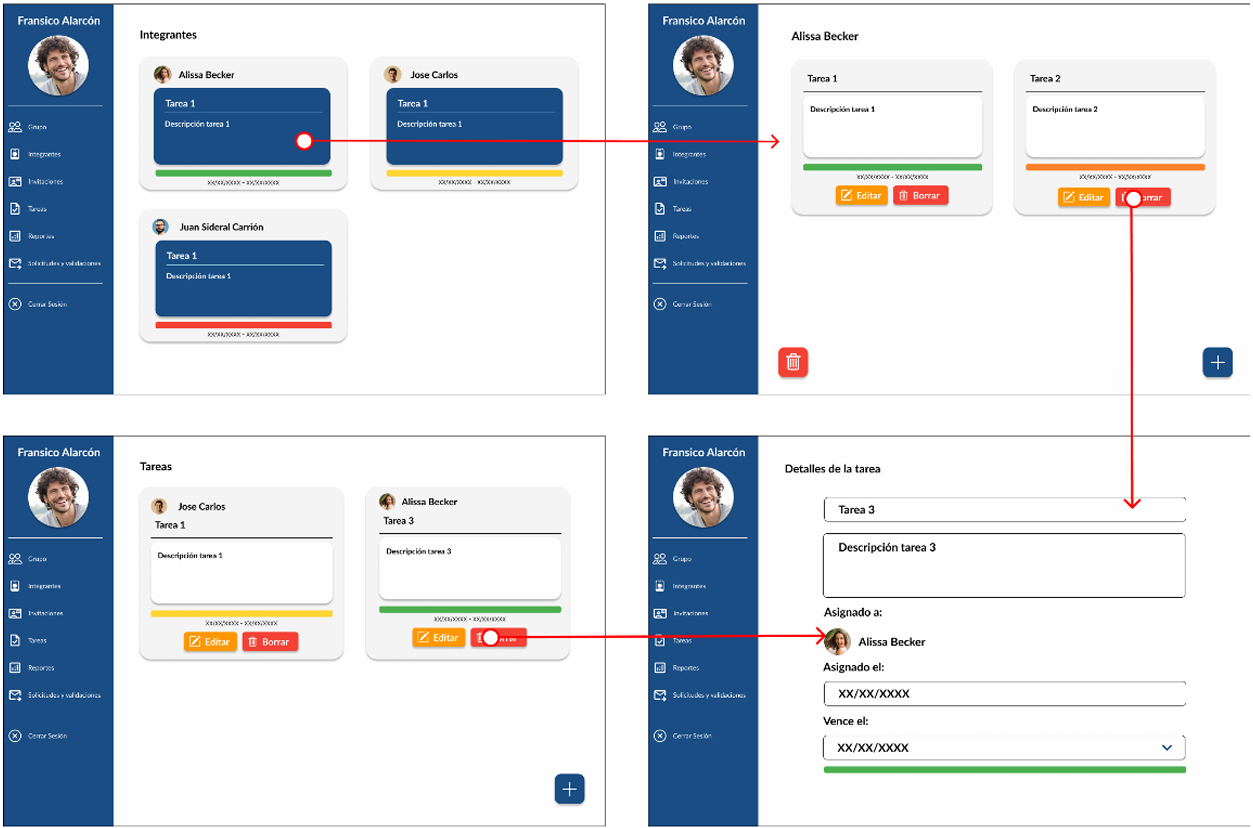 Fransico Alarcón
Grupo
Integrantes
Invitaciones
Tareas
Reportes
Solicitudes y validaciones
Cerrar Sesión
Integrantes
Alissa Becker
Tarea 1
Descripción tarea 1
XX/XX/XXXX - XX/XX/XXXX
Jose Carlos
Tarea 1
Descripción tarea 1
XX/XX/XXXX - XX/XX/XXXX
Juan Sideral Carrión
Tarea 1
Descripción tarea 1
XX/XX/XXXX - XX/XX/XXXX
Fransico Alarcón
Grupo
Integrantes
Invitaciones
Tareas
Reportes
Solicitudes y validaciones
Cerrar Sesión
Alissa Becker
Tarea 1
Descripción tarea 1
XX/XX/XXXX - XX/XX/XXXX
Editar
Borrar
Tarea 2
Descripción tarea 2
XX/XX/XXXX - XX/XX/XXXX
Editar
Fransico Alarcón
Grupo
Integrantes
Invitaciones
Tareas
Reportes
Solicitudes y validaciones
Cerrar Sesión
Tareas
Jose Carlos
Tarea 1
Descripción tarea 1
XX/XX/XXXX - XX/XX/XXXX
Editar
Borrar
Alissa Becker
Tarea 3
Descripción tarea 3
XX/XX/XXXX - XX/XX/XXXX
Editar
Fransico Alarcón
Grupo
Integrantes
Invitaciones
Tareas
Reportes
Solicitudes y validaciones
Cerrar Sesión
Detalles de la tarea
Tarea 3
Descripción tarea 3
Asignado a:
Alissa Becker
Asignado el:
XX/XX/XXXX
Vence el:
XX/XX/XXXX